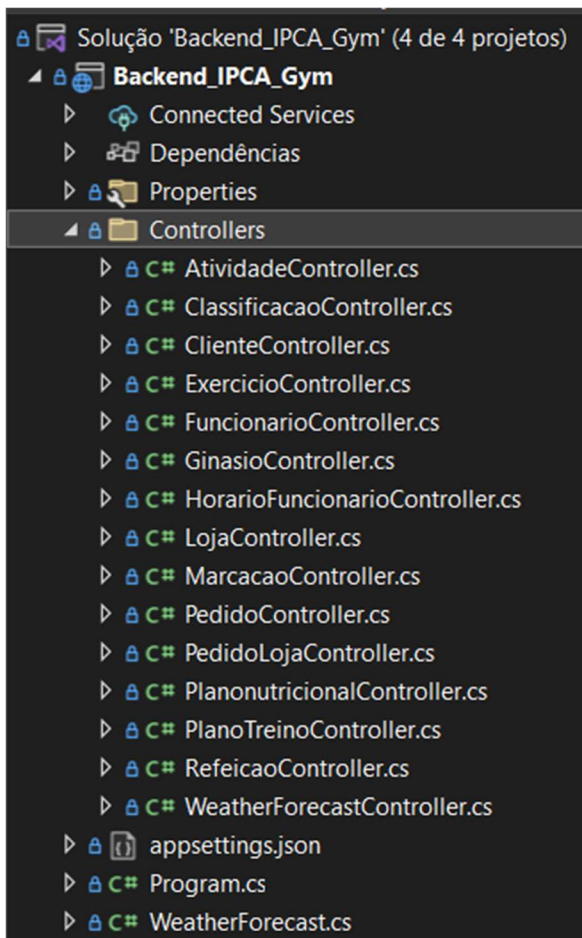 Solução 'Backend_IPCA_Gym' (4 de 4 projetos)
Backend_IPCA_Gym
Connected Services
Dependências
Properties
Controllers
C# AtividadeController.cs
C# ClassificacaoController.cs
C# ClienteController.cs
C# ExercicioController.cs
C# FuncionarioController.cs
C# GinasioController.cs
C# HorarioFuncionarioController.cs
C# LojaController.cs
C# MarcacaoController.cs
C# PedidoController.cs
C# PedidoLojaController.cs
C# PlanonutricionalController.cs
C# PlanoTreinoController.cs
C# RefeicaoController.cs
C# WeatherForecastController.cs
appsettings.json
C# Program.cs
C# WeatherForecast.cs